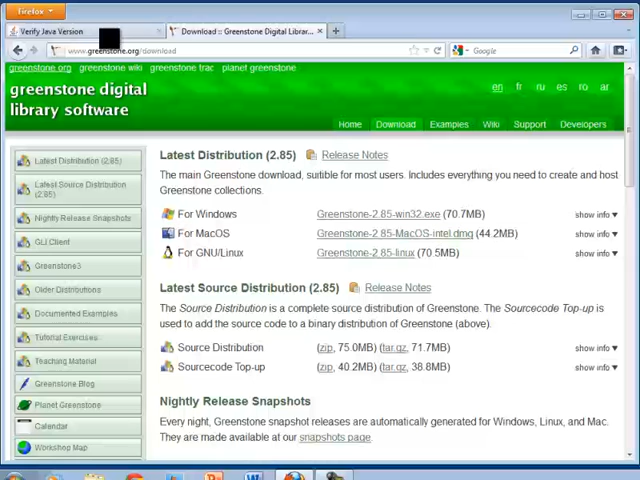 Firefox
Verify Java Version
Download :: Greenstone Digital Librar...
www.greenstone.org/download
Google
greenstone.org greenstone wiki greenstone trac planet greenstone
greenstone digital
library software
en fr ru es ro ar
Home Download Examples Wiki Support Developers
Latest Distribution (2.85)
Latest Source Distribution
(2.85)
Nightly Release Snapshots
GLI Client
Greenstone3
Older Distributions
Documented Examples
Tutorial Exercises
Teaching Material
Greenstone Blog
Planet Greenstone
Calendar
Workshop Map
Latest Distribution (2.85) Release Notes
The main Greenstone download, suitible for most users. Includes everything you need to create and host
Greenstone collections.
For Windows Greenstone-2.85-win32.exe (70.7MB) show info
For MacOS Greenstone-2.85-MacOS-intel.dmg (44.2MB) show info
For GNU/Linux Greenstone-2.85-linux (70.5MB) show info
Latest Source Distribution (2.85) Release Notes
The Source Distribution is a complete source distribution of Greenstone. The Sourcecode Top-up is
used to add the source code to a binary distribution of Greenstone (above).
Source Distribution (zip, 75.0MB) (tar.gz, 71.7MB) show info
Sourcecode Top-up (zip, 40.2MB) (tar.gz, 38.8MB) show info
Nightly Release Snapshots
Every night, Greenstone snapshot releases are automatically generated for Windows, Linux, and Mac.
They are made available at our snapshots page.